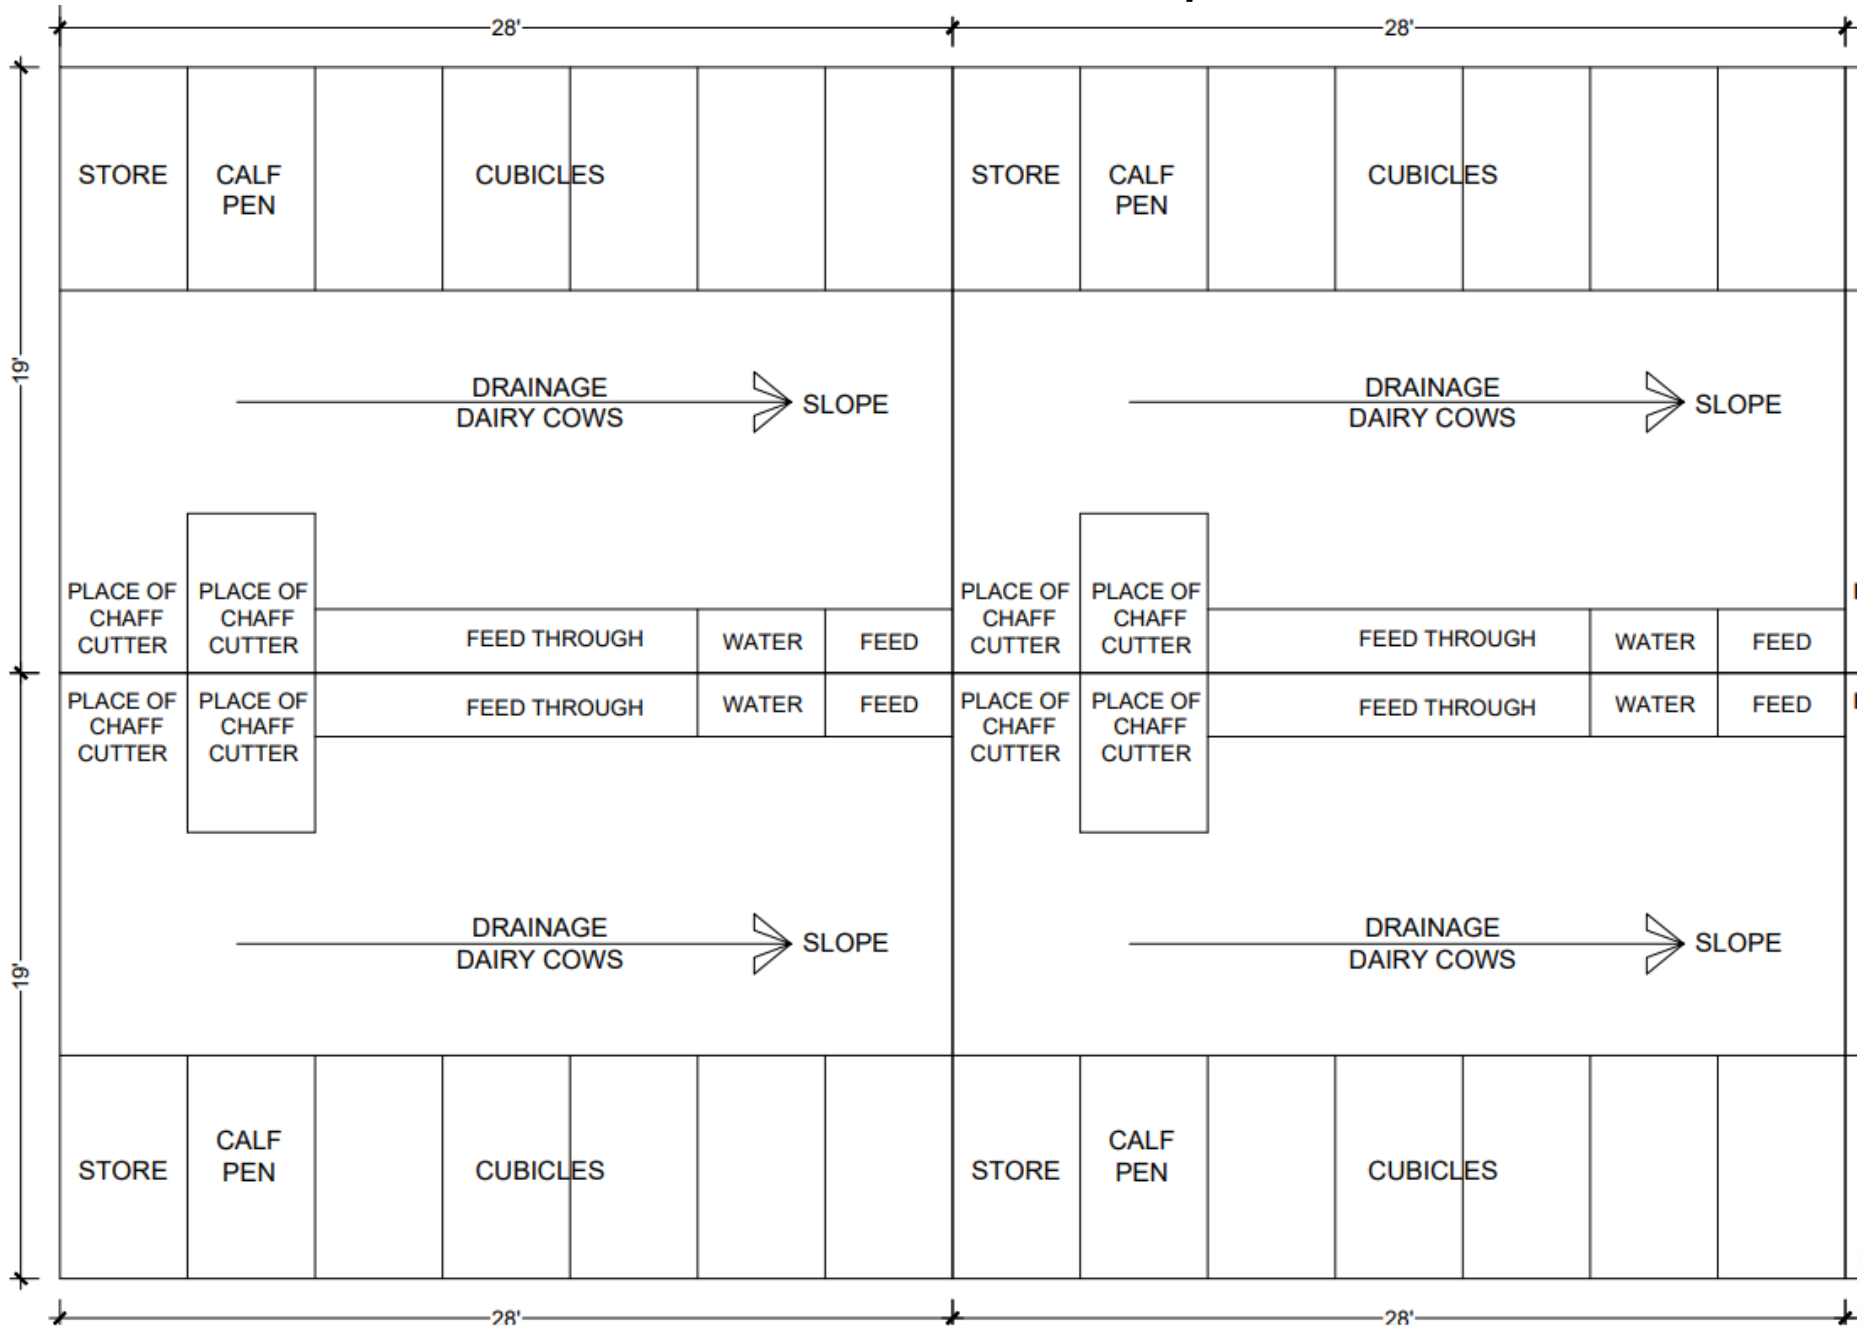 28' 28'
STORE CALF CUBICLES STORE CALF CUBICLES
PEN PEN
19'
DRAINAGE SLOPE DRAINAGE SLOPE
DAIRY COWS DAIRY COWS
PLACE OF PLACE OF PLACE OF PLACE OF
CHAFF CHAFF CHAFF CHAFF
CUTTER CUTTER FEED THROUGH WATER FEED CUTTER CUTTER FEED THROUGH WATER FEED
PLACE OF PLACE OF FEED THROUGH WATER FEED PLACE OF PLACE OF FEED THROUGH WATER FEED
CHAFF CHAFF CHAFF CHAFF
CUTTER CUTTER CUTTER CUTTER
19'
DRAINAGE SLOPE DRAINAGE SLOPE
DAIRY COWS DAIRY COWS
CALF CALF
STORE PEN CUBICLES STORE PEN CUBICLES
28' 28'